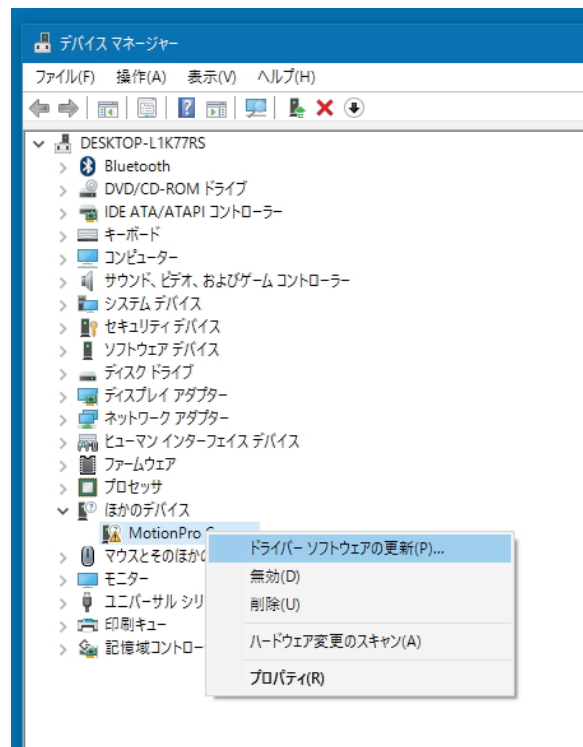 デバイス マネージャー
ファイル(F) 操作(A) 表示(V) ヘルプ(H)
DESKTOP-L1K77RS
Bluetooth
DVD/CD-ROM ドライブ
IDE ATA/ATAPI コントローラー
キーボード
コンピューター
サウンド、ビデオ、およびゲーム コントローラー
システム デバイス
セキュリティ デバイス
ソフトウェア デバイス
ディスク ドライブ
ディスプレイ アダプター
ネットワーク アダプター
ヒューマン インターフェイス デバイス
ファームウェア
プロセッサ
ほかのデバイス
MotionPro
マウスとそのほか
モニター
ユニバーサル シリ
印刷キュー
記憶域コントロー
ドライバー ソフトウェアの更新(P)...
無効(D)
削除(U)
ハードウェア変更のスキャン(A)
プロパティ(R)